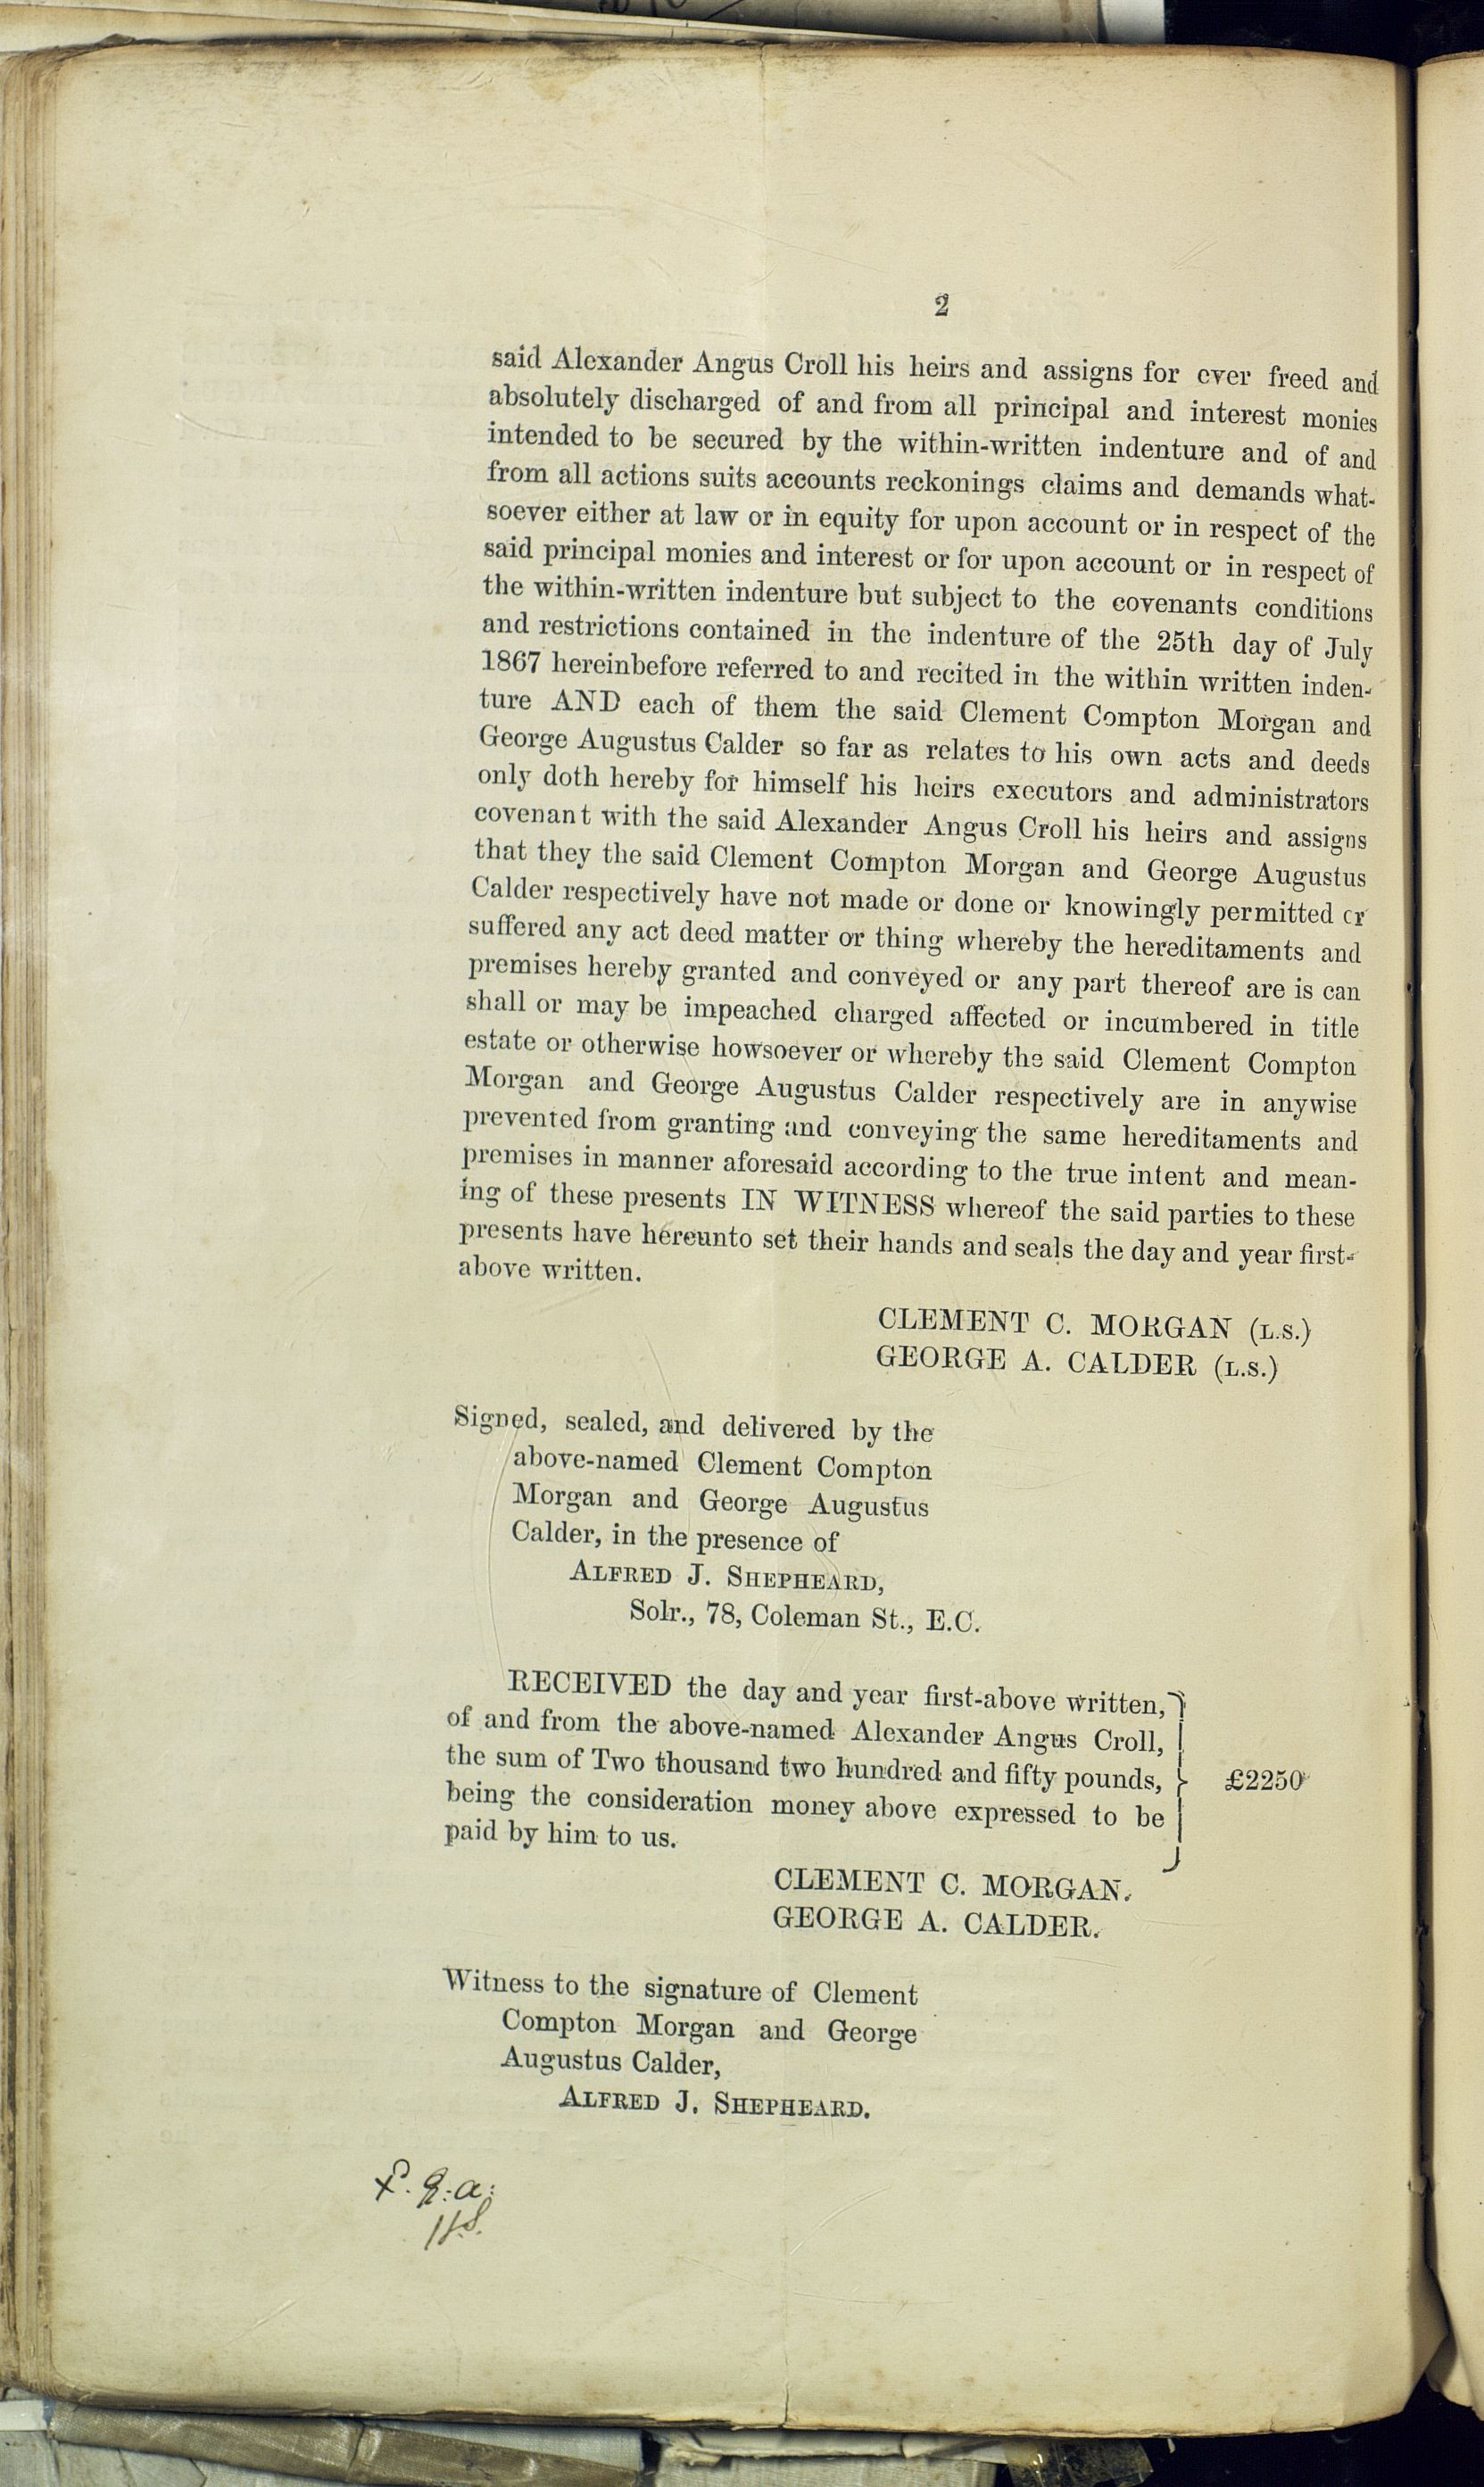 2
said Alexander Angus Croll his heirs and assigns for ever freed and
absolutely discharged of and from all principal and interest monies
intended to be secured by the within-written indenture and of and
from all actions suits accounts reckonings claims and demands what-
soever either at law or in equity for upon account or in respect of the
said principal monies and interest or for upon account or in respect of
the within-written indenture but subject to the covenants conditions
and restrictions contained in the indenture of the 25th day of July
1867 hereinbefore referred to and recited in the within written inden-
ture AND each of them the said Clement Compton Morgan and
George Augustus Calder so far as relates to his own acts and deeds
only doth hereby for himself his heirs executors and administrators
covenant with the said Alexander Angus Croll his heirs and assigns
that they the said Clement Compton Morgan and George Augustus
Calder respectively have not made or done or knowingly permitted or
suffered any act deed matter or thing whereby the hereditaments and
premises hereby granted and conveyed or any part thereof are is can
shall or may be impeached charged affected or incumbered in title
estate or otherwise howsoever or whereby the said Clement Compton
Morgan and George Augustus Calder respectively are in anywise
prevented from granting and conveying the same hereditaments and
premises in manner aforesaid according to the true intent and mean-
ing of these presents IN WITNESS whereof the said parties to these
presents have hereunto set their hands and seals the day and year first-
above written.
CLEMENT C. MORGAN (L.S.)
GEORGE A. CALDER (L.S.)
Signed, sealed, and delivered by the
above-named Clement Compton
Morgan and George Augustus
Calder, in the presence of
ALFRED J. SHEPHEARD,
Solr., 78, Coleman St., E.C.
RECEIVED the day and year first-above written,
of and from the above-named Alexander Angus Croll,
the sum of Two thousand two hundred and fifty pounds, £2250
being the consideration money above expressed to be
paid by him to us.
CLEMENT C. MORGAN.
GEORGE A. CALDER.
Witness to the signature of Clement
Compton Morgan and George
Augustus Calder,
ALFRED J. SHEPHEARD.